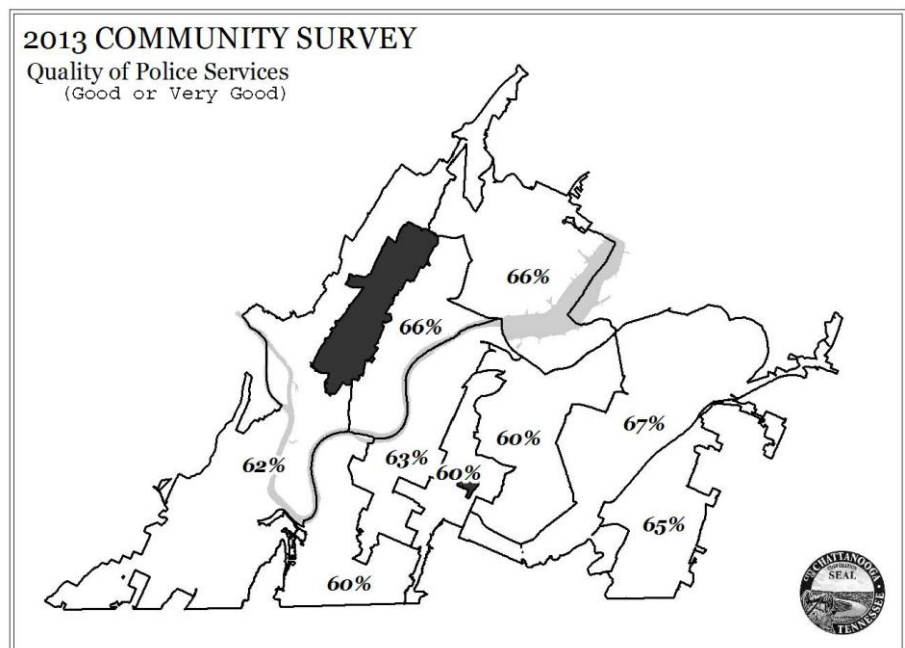 2013 COMMUNITY SURVEY
Quality of Police Services
(Good or Very Good)
66%
66%
67%
60%
63%
60%
62%
65%
60%
CHATTANOOGA
SEAL
TENNESSEE